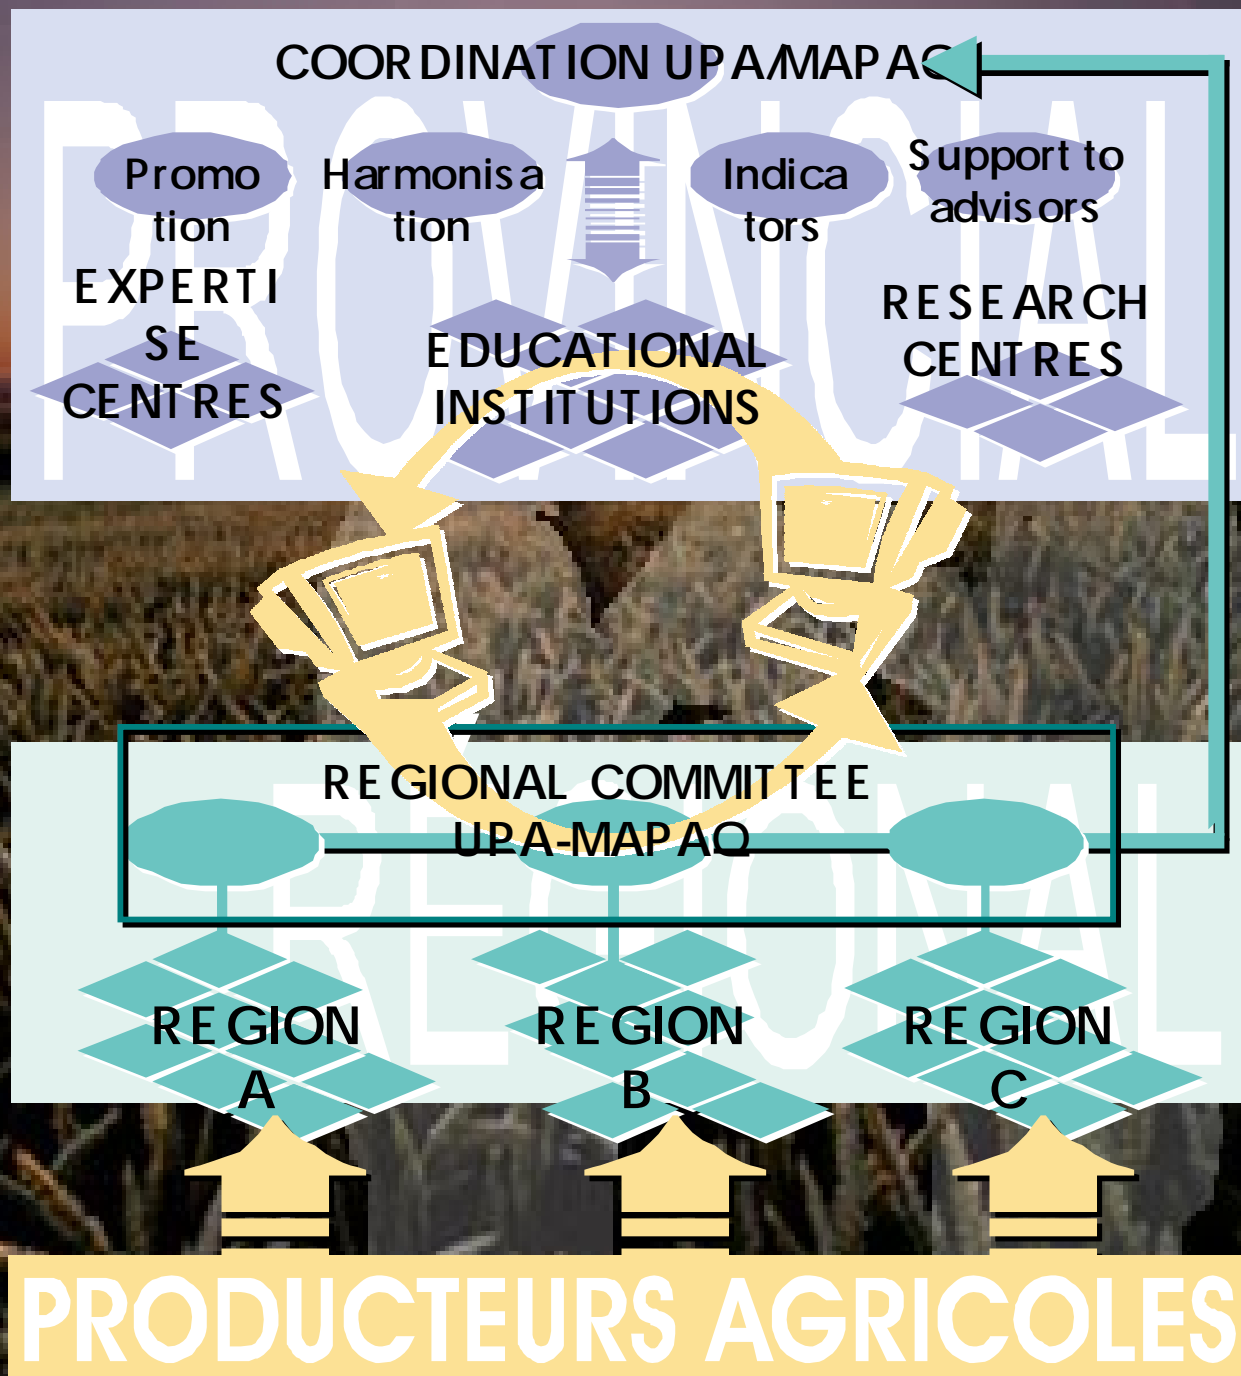 COORDINATION UPA/MAPAQ
PROVINCIAL
Promo
tion
Harmonisa
tion
Indica
tors
Support to
advisors
EXPERTI
SE
CENTRES
EDUCATIONAL
INSTITUTIONS
RESEARCH
CENTRES
REGIONAL COMMITTEE
UPA-MAPAQ
REGIONAL
REGION
A
REGION
B
REGION
C
PRODUCTEURS AGRICOLES